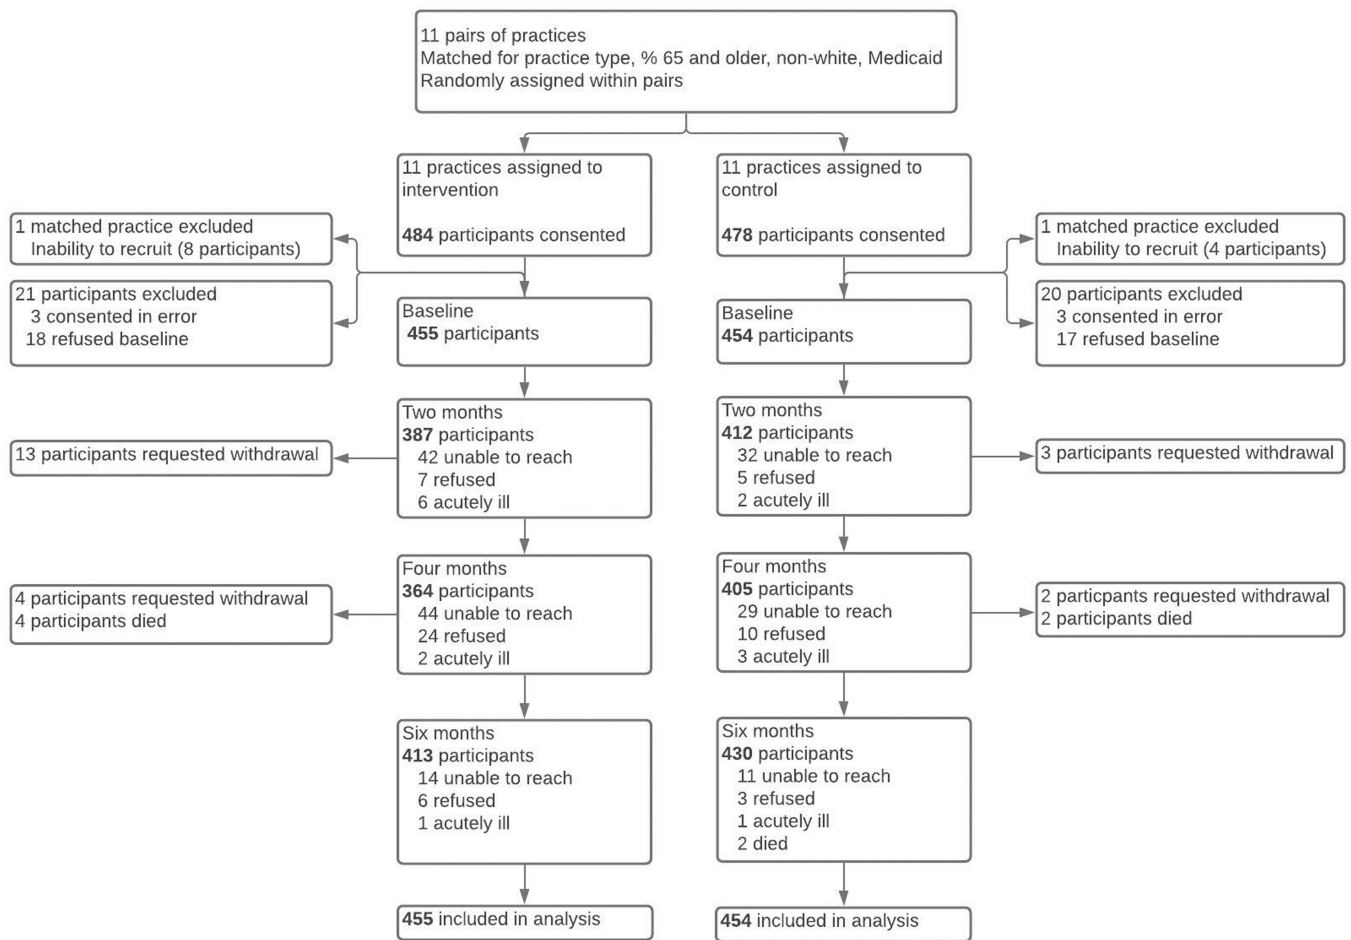 11 pairs of practices
Matched for practice type, % 65 and older, non-white, Medicaid
Randomly assigned within pairs
11 practices assigned to
intervention
484 participants consented
11 practices assigned to
control
478 participants consented
1 matched practice excluded
Inability to recruit (8 participants)
21 participants excluded
3 consented in error
18 refused baseline
1 matched practice excluded
Inability to recruit (4 participants)
20 participants excluded
3 consented in error
17 refused baseline
Baseline
455 participants
Baseline
454 participants
Two months
387 participants
42 unable to reach
7 refused
6 acutely ill
13 participants requested withdrawal
Two months
412 participants
32 unable to reach
5 refused
2 acutely ill
3 participants requested withdrawal
Four months
364 participants
44 unable to reach
24 refused
2 acutely ill
4 participants requested withdrawal
4 participants died
Four months
405 participants
29 unable to reach
10 refused
3 acutely ill
2 particpants requested withdrawal
2 participants died
Six months
413 participants
14 unable to reach
6 refused
1 acutely ill
Six months
430 participants
11 unable to reach
3 refused
1 acutely ill
2 died
455 included in analysis
454 included in analysis